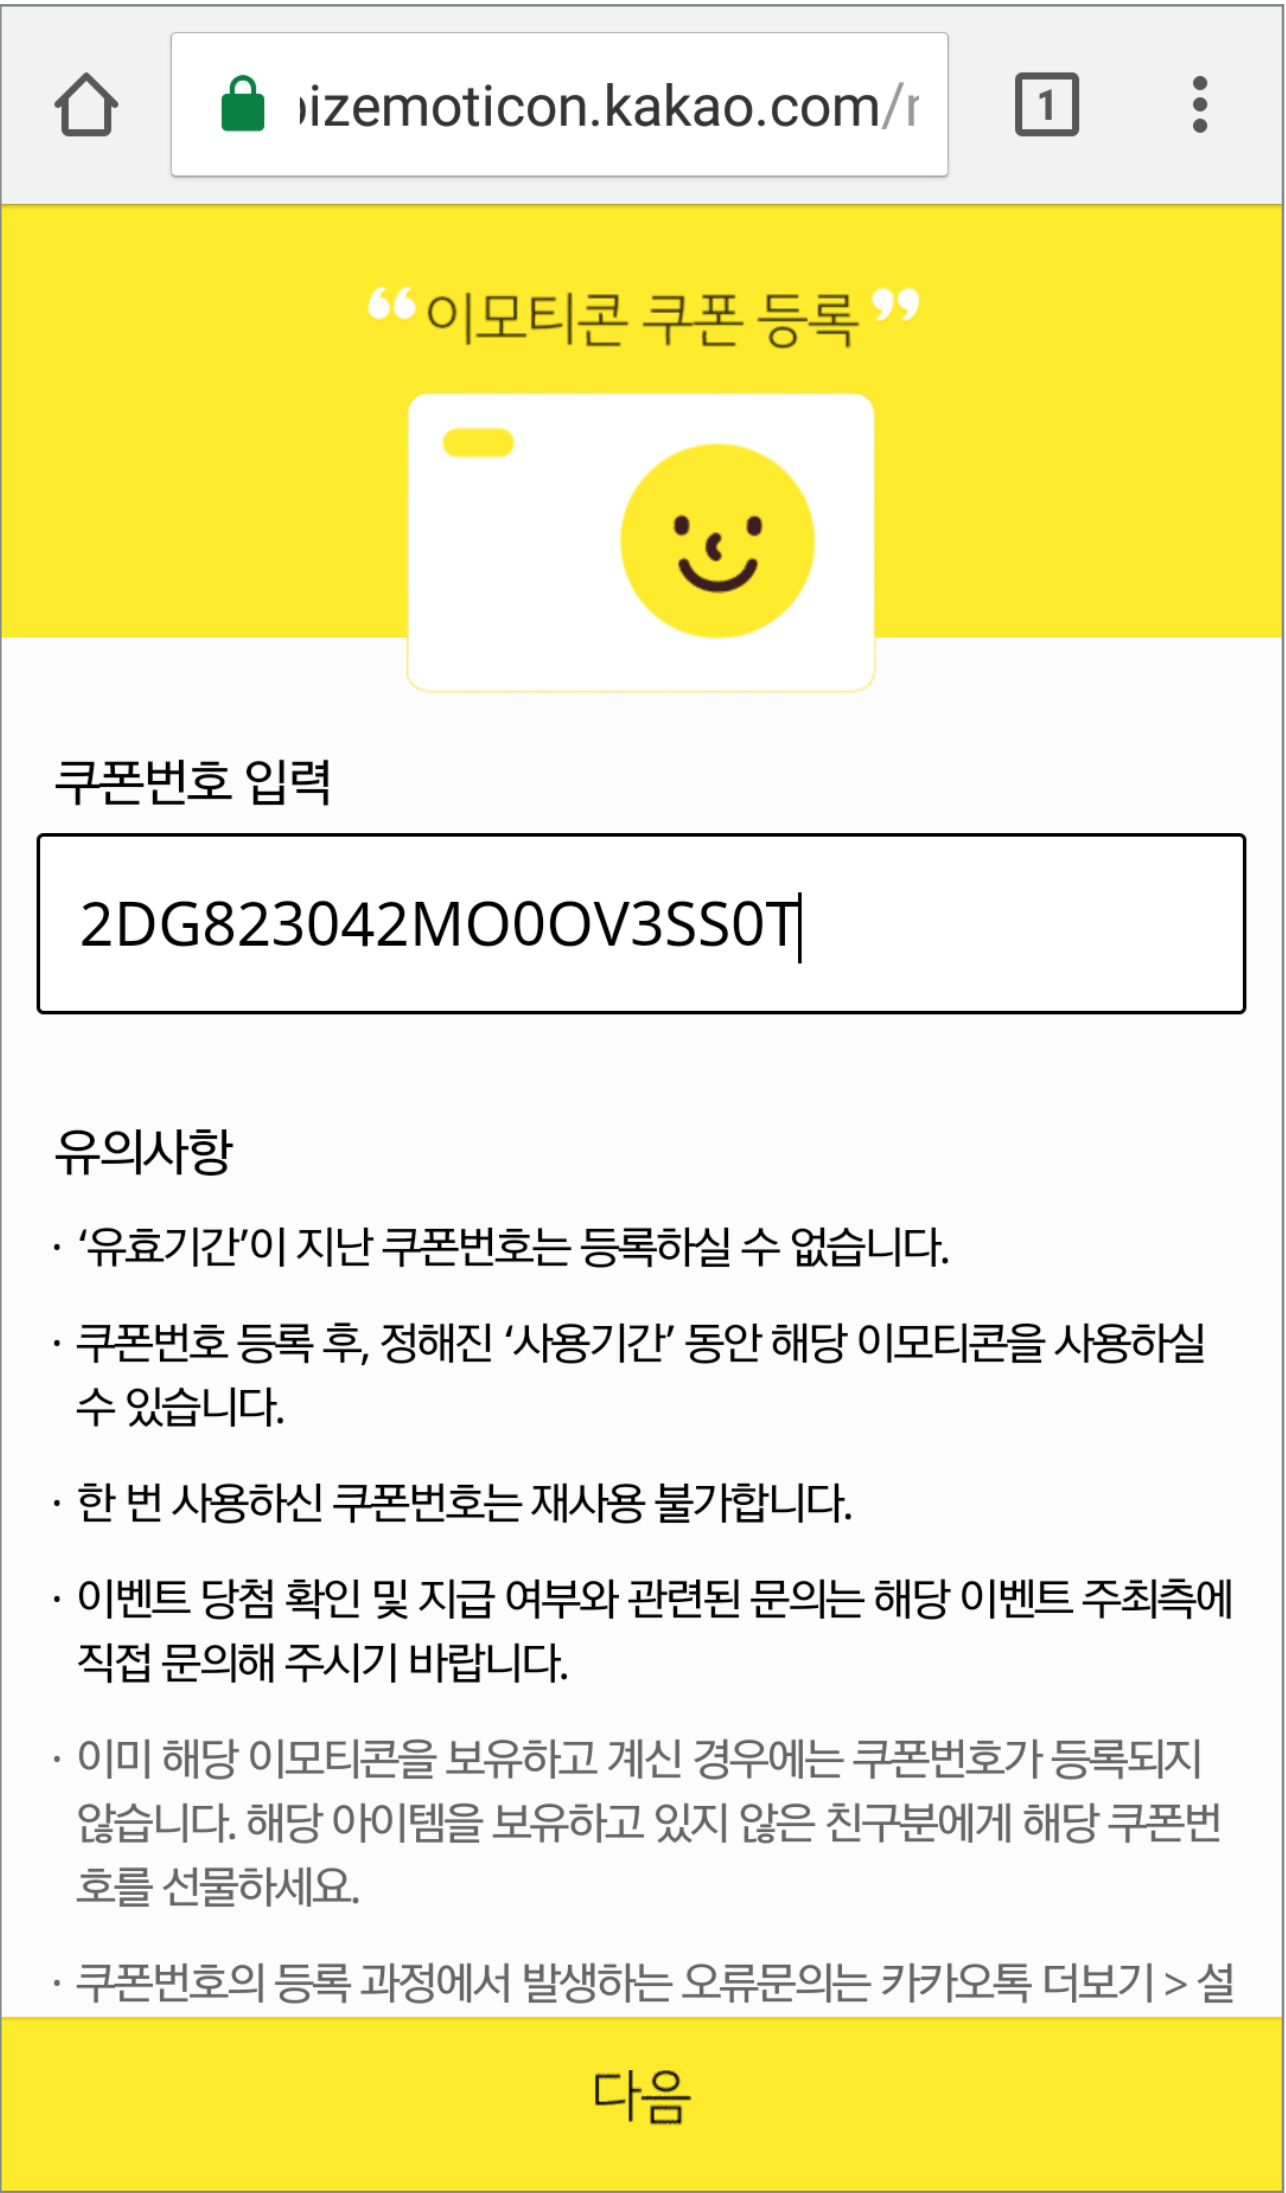 bizemoticon.kakao.com/r
1
“이모티콘 쿠폰 등록”
쿠폰번호 입력
2DG823042MO0OV3SS0T
유의사항
· ‘유효기간’이 지난 쿠폰번호는 등록하실 수 없습니다.
· 쿠폰번호 등록 후, 정해진 ‘사용기간’ 동안 해당 이모티콘을 사용하실
수 있습니다.
· 한 번 사용하신 쿠폰번호는 재사용 불가합니다.
· 이벤트 당첨 확인 및 지급 여부와 관련된 문의는 해당 이벤트 주최측에
직접 문의해 주시기 바랍니다.
· 이미 해당 이모티콘을 보유하고 계신 경우에는 쿠폰번호가 등록되지
않습니다. 해당 아이템을 보유하고 있지 않은 친구분에게 해당 쿠폰번
호를 선물하세요.
· 쿠폰번호의 등록 과정에서 발생하는 오류문의는 카카오톡 더보기 > 설
다음